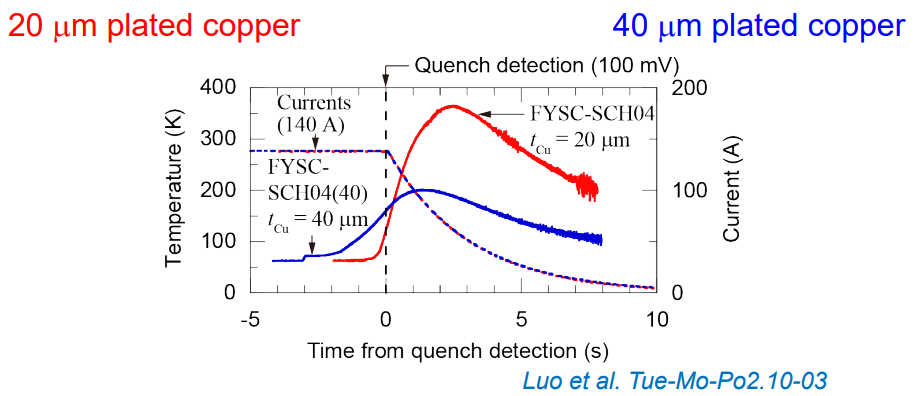 20 μm plated copper
40 μm plated copper
Quench detection (100 mV)
400
300
200
100
0
Temperature (K)
Currents
(140 A)
FYSC-
SCH04(40)
tCu = 40 μm
FYSC-SCH04
tCu = 20 μm
200
100
0
Current (A)
-5
0
5
10
Time from quench detection (s)
Luo et al. Tue-Mo-Po2.10-03